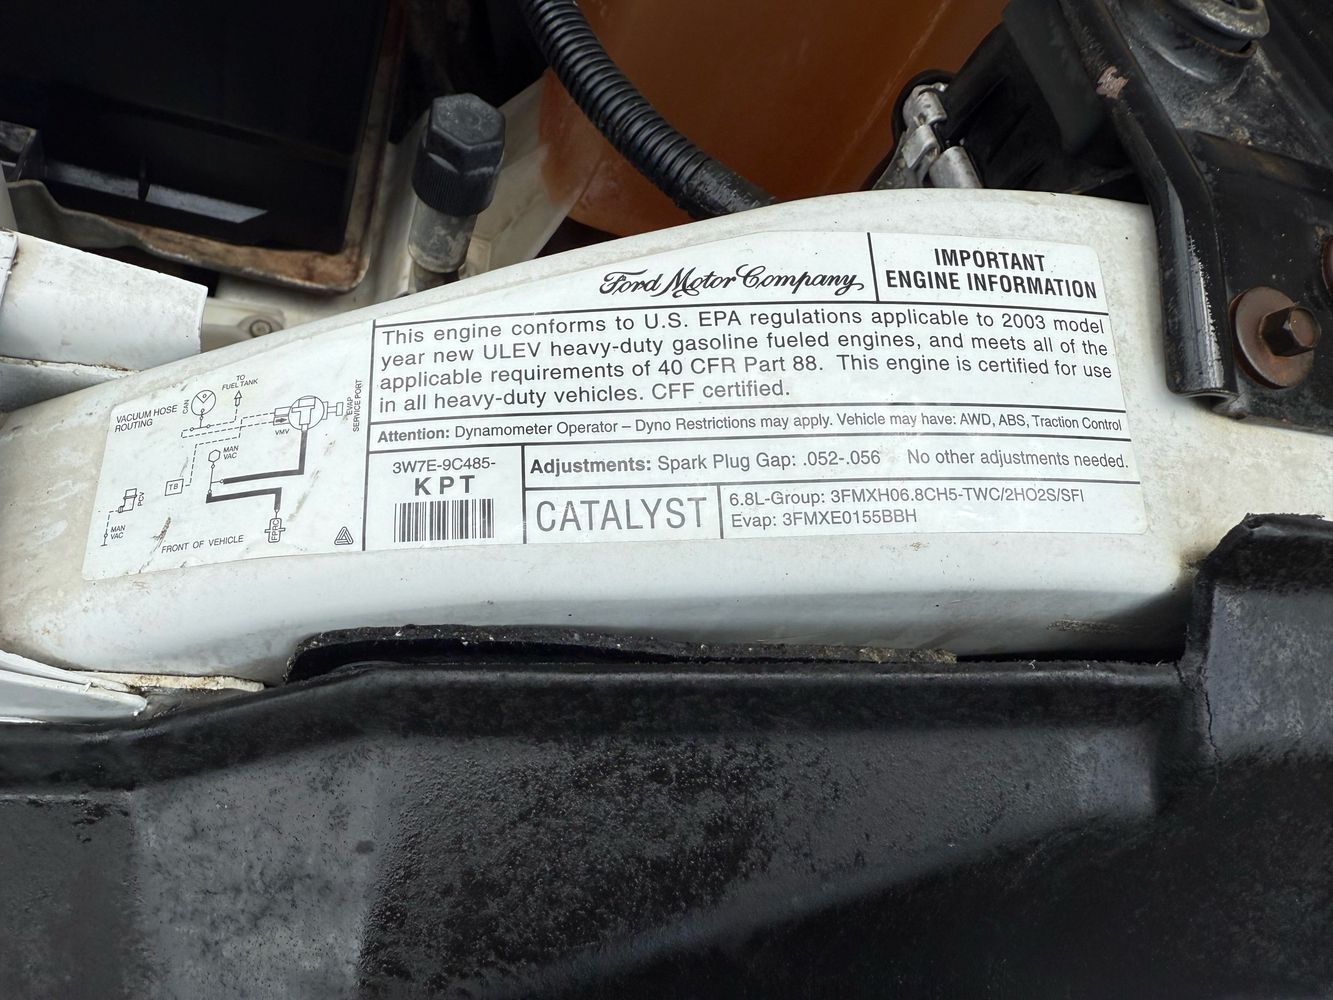 Ford Motor Company
IMPORTANT
ENGINE INFORMATION
This engine conforms to U.S. EPA regulations applicable to 2003 model
year new ULEV heavy-duty gasoline fueled engines, and meets all of the
applicable requirements of 40 CFR Part 88. This engine is certified for use
in all heavy-duty vehicles. CFF certified.
Attention: Dynamometer Operator – Dyno Restrictions may apply. Vehicle may have: AWD, ABS, Traction Control
3W7E-9C485-
KPT
Adjustments: Spark Plug Gap: .052-.056 No other adjustments needed.
CATALYST
6.8L-Group: 3FMXH06.8CH5-TWC/2HO2S/SFI
Evap: 3FMXE0155BBH
VACUUM HOSE
ROUTING
CAN
TO
FUEL TANK
VMV
EVAP
SERVICE PORT
MAN
VAC
TB
PCV
MAN
VAC
FPRC
FRONT OF VEHICLE